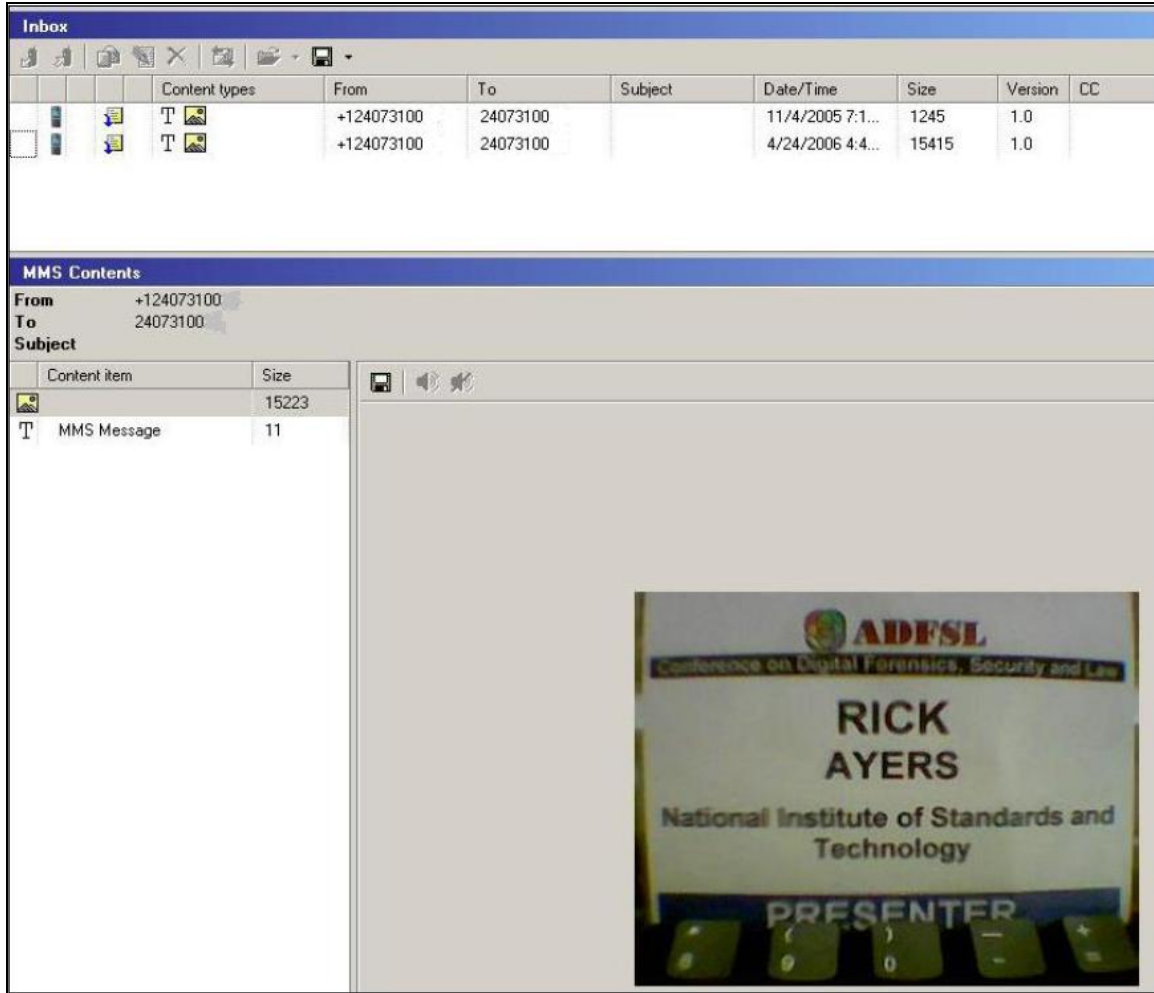 Inbox
Content types From To Subject Date/Time Size Version CC
T +124073100 24073100 11/4/2005 7:1... 1245 1.0
T +124073100 24073100 4/24/2006 4:4... 15415 1.0
MMS Contents
From +124073100
To 24073100
Subject
Content item Size
15223
T MMS Message 11
ADFSL
Conference on Digital Forensics, Security and Law
RICK
AYERS
National Institute of Standards and
Technology
PRESENTER
* ( ) — +
8 9 0 - =